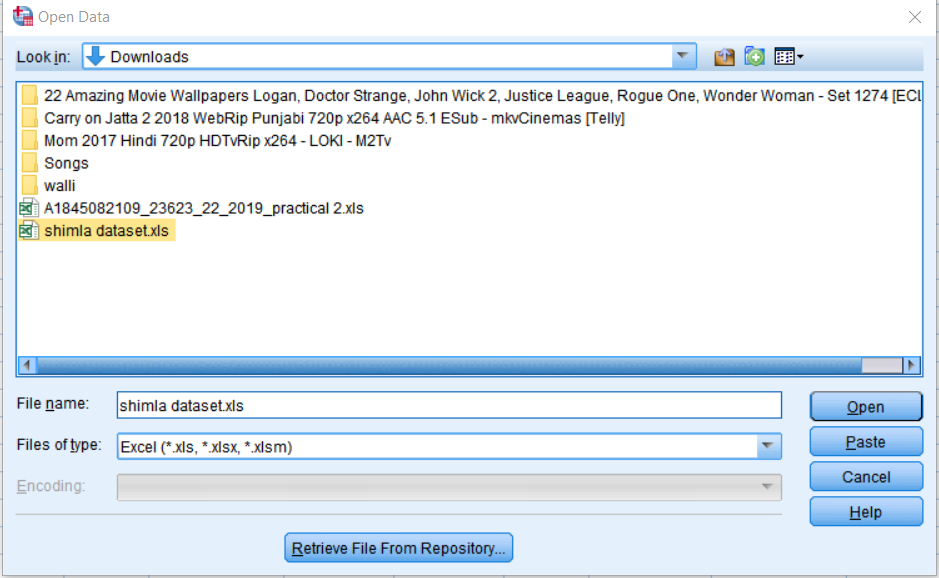 Open Data
Look in: Downloads
22 Amazing Movie Wallpapers Logan, Doctor Strange, John Wick 2, Justice League, Rogue One, Wonder Woman - Set 1274 [ECL
Carry on Jatta 2 2018 WebRip Punjabi 720p x264 AAC 5.1 ESub - mkvCinemas [Telly]
Mom 2017 Hindi 720p HDTvRip x264 - LOKI - M2Tv
Songs
walli
A1845082109_23623_22_2019_practical 2.xls
shimla dataset.xls
File name: shimla dataset.xls
Open
Files of type: Excel (*.xls, *.xlsx, *.xlsm)
Paste
Encoding:
Cancel
Help
Retrieve File From Repository...